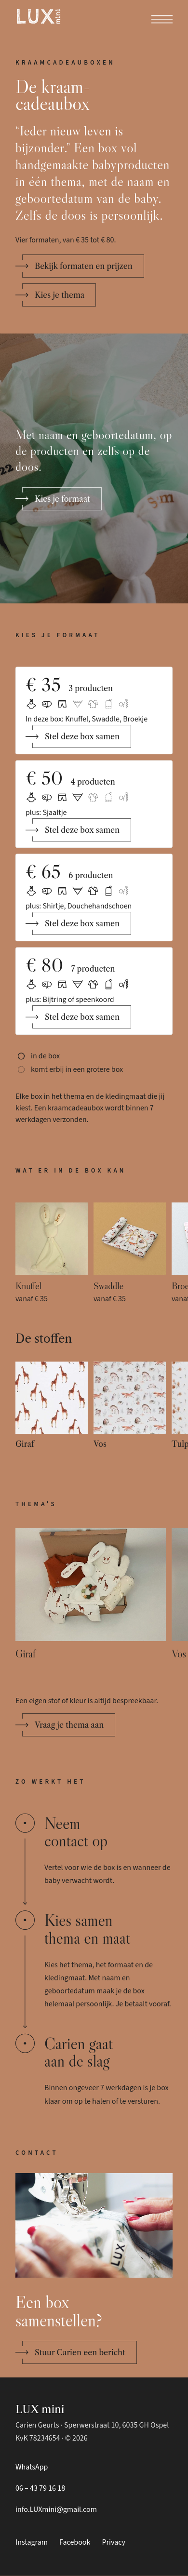 LUX mini
KRAAMCADEAUBOXEN
De kraam-
cadeaubox
"Ieder nieuw leven is
bijzonder." Een box vol
handgemaakte babyproducten
in één thema, met de naam en
geboortedatum van de baby.
Zelfs de doos is persoonlijk.
Vier formaten, van € 35 tot € 80.
Bekijk formaten en prijzen
Kies je thema
Met naam en geboortedatum, op
de producten en zelfs op de
doos.
Kies je formaat
KIES JE FORMAAT
€ 35 3 producten
In deze box: Knuffel, Swaddle, Broekje
Stel deze box samen
€ 50 4 producten
plus: Sjaaltje
Stel deze box samen
€ 65 6 producten
plus: Shirtje, Douchehandschoen
Stel deze box samen
€ 80 7 producten
plus: Bijtring of speenkoord
Stel deze box samen
in de box
komt erbij in een grotere box
Elke box in het thema en de kledingmaat die jij
kiest. Een kraamcadeaubox wordt binnen 7
werkdagen verzonden.
WAT ER IN DE BOX KAN
Knuffel
vanaf € 35
Swaddle
vanaf € 35
De stoffen
Giraf
Vos
THEMA'S
Giraf
Vos
Een eigen stof of kleur is altijd bespreekbaar.
Vraag je thema aan
ZO WERKT HET
Neem
contact op
Vertel voor wie de box is en wanneer de
baby verwacht wordt.
Kies samen
thema en maat
Kies het thema, het formaat en de
kledingmaat. Met naam en
geboortedatum maak je de box
helemaal persoonlijk. Je betaalt vooraf.
Carien gaat
aan de slag
Binnen ongeveer 7 werkdagen is je box
klaar om op te halen of te versturen.
CONTACT
LUX
Een box
samenstellen?
Stuur Carien een bericht
LUX mini
Carien Geurts · Sperwerstraat 10, 6035 GH Ospel
KvK 78234654 · © 2026
WhatsApp
06 – 43 79 16 18
info.LUXmini@gmail.com
Instagram Facebook Privacy